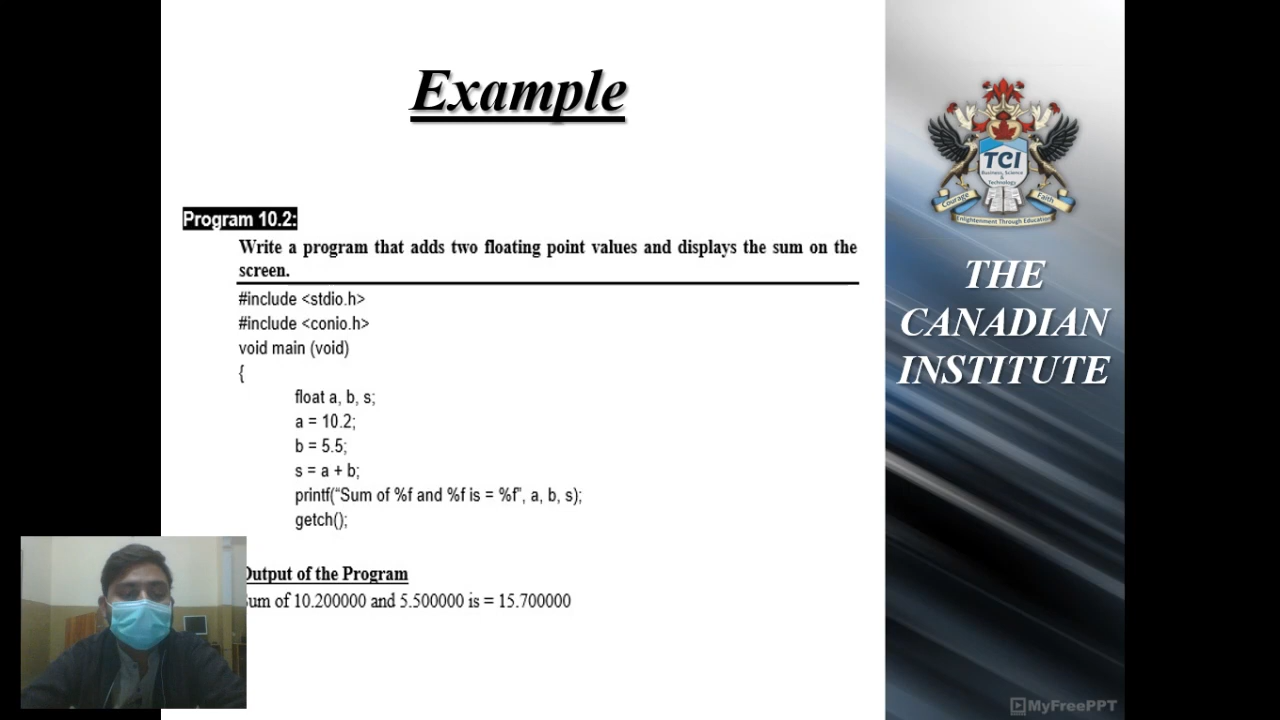 Example
Program 10.2:
Write a program that adds two floating point values and displays the sum on the
screen.
#include <stdio.h>
#include <conio.h>
void main (void)
{
float a, b, s;
a = 10.2;
b = 5.5;
s = a + b;
printf(“Sum of %f and %f is = %f”, a, b, s);
getch();
Output of the Program
um of 10.200000 and 5.500000 is = 15.700000
TCI
Business, Science
&
Technology
Courage
Faith
Enlightenment Through Education
THE
CANADIAN
INSTITUTE
MyFreePPT